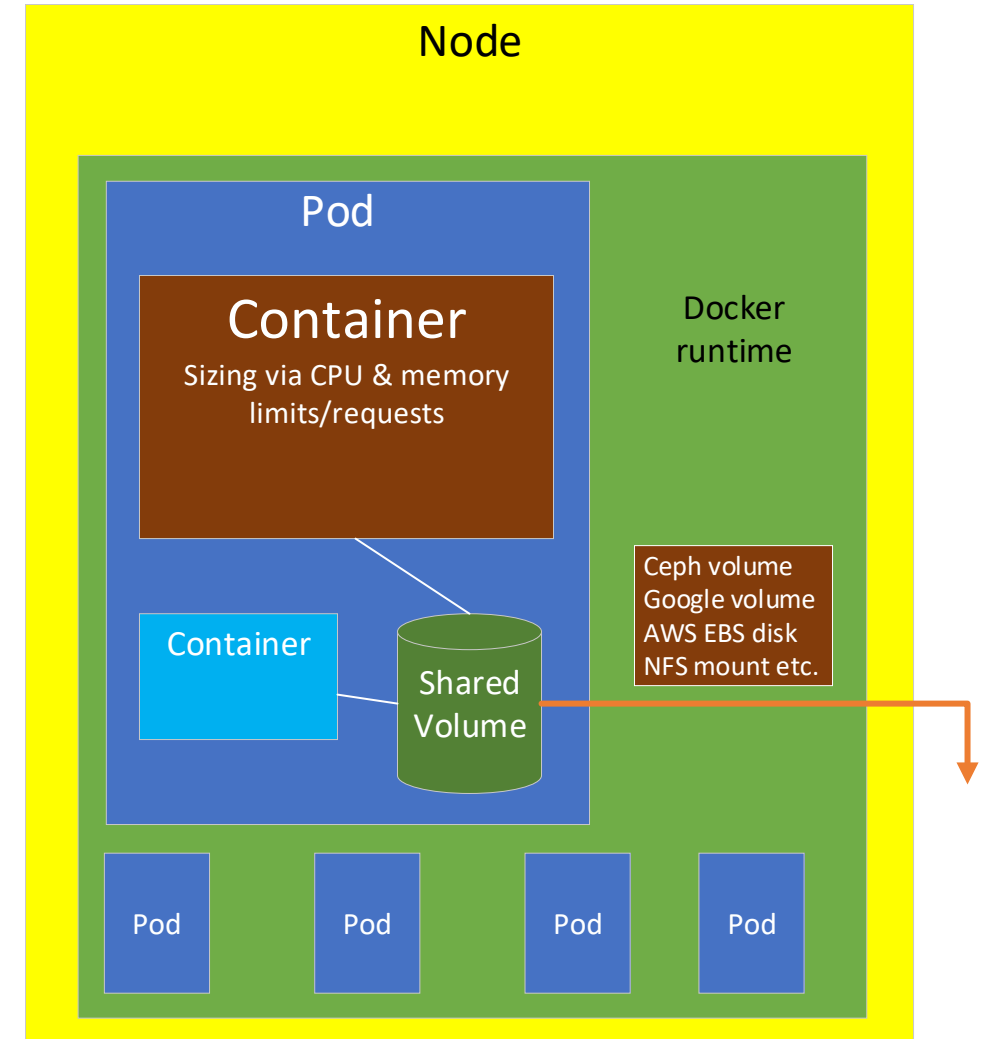 Node
Pod
Container
Sizing via CPU & memory
limits/requests
Docker
runtime
Ceph volume
Google volume
AWS EBS disk
NFS mount etc.
Container
Shared
Volume
Pod
Pod
Pod
Pod